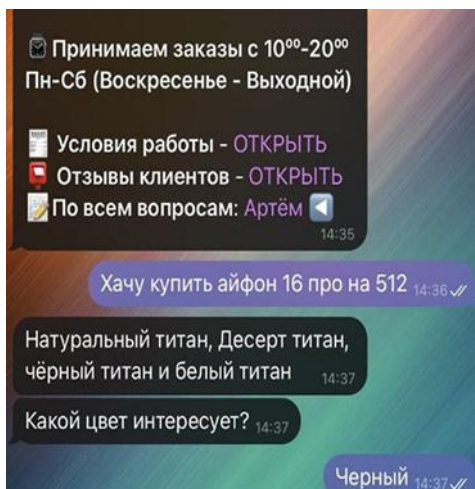 Принимаем заказы с 10⁰⁰-20⁰⁰
Пн-Сб (Воскресенье - Выходной)
Условия работы - ОТКРЫТЬ
Отзывы клиентов - ОТКРЫТЬ
По всем вопросам: Артём
14:35
Хачу купить айфон 16 про на 512 14:36
Натуральный титан, Десерт титан,
чёрный титан и белый титан 14:37
Какой цвет интересует? 14:37
Черный 14:37